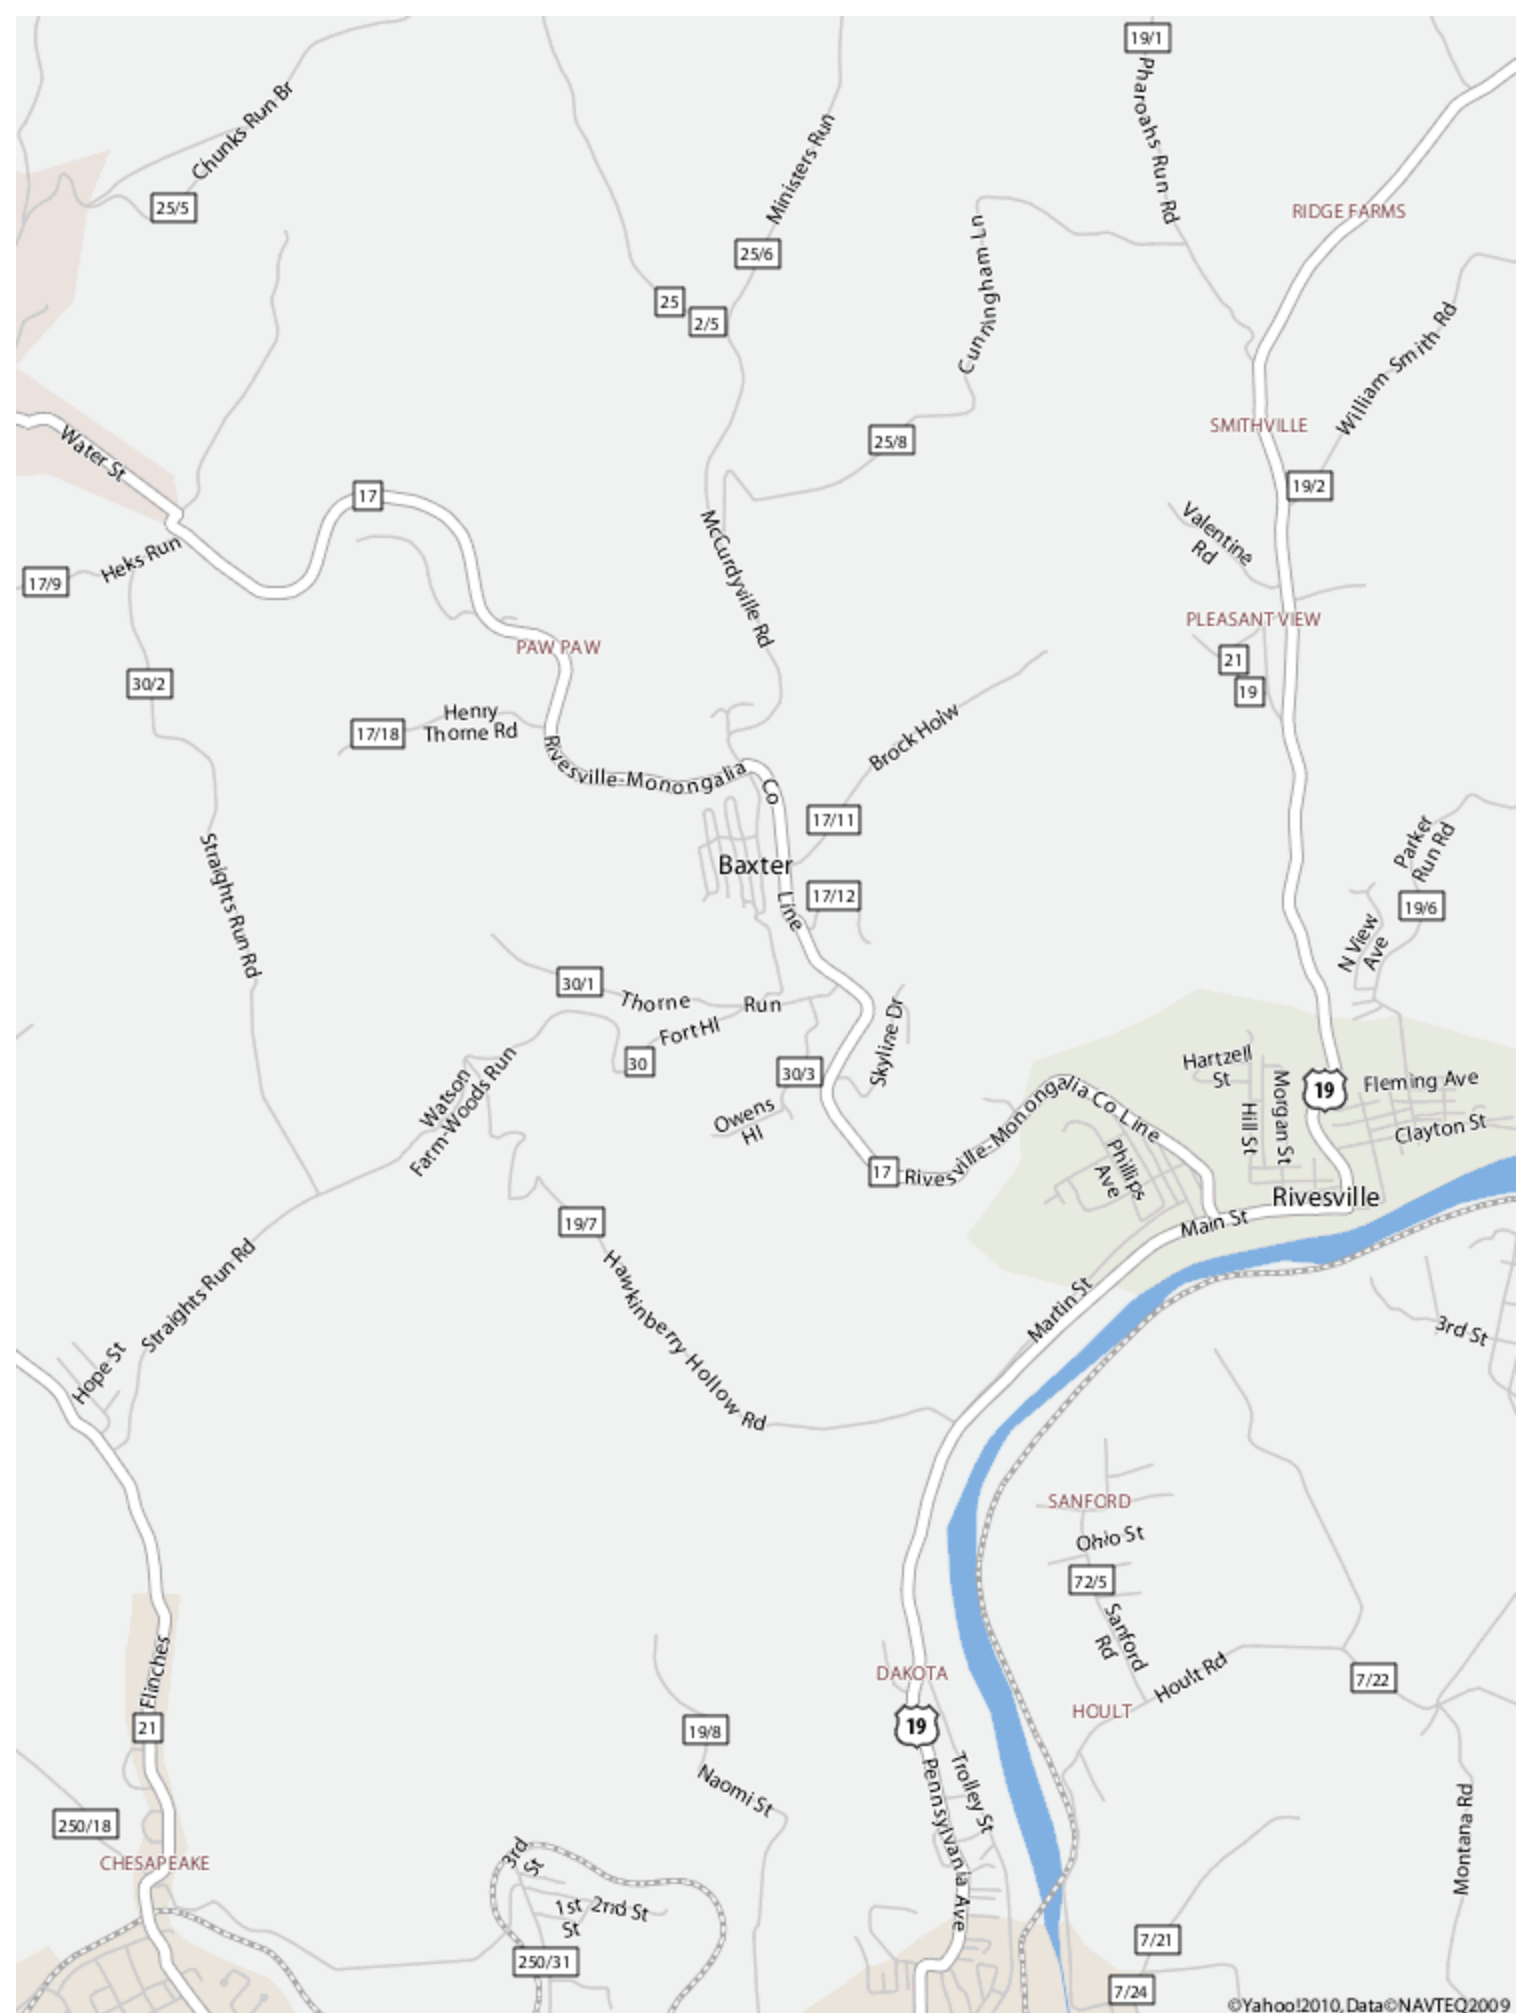 19/1
Pharoahs Run Rd
Chunks Run Br
25/5
Ministers Run
25/6
RIDGE FARMS
Cunningham Ln
25
2/5
William Smith Rd
SMITHVILLE
25/8
Water St
19/2
17
Valentine
Rd
McCurdyville Rd
Heks Run
17/9
PLEASANT VIEW
PAW PAW
21
19
30/2
Henry
Thorne Rd
17/18
Brock Holw
Rivesville-Monongalia
Co
Line
17/11
Baxter
17/12
Straights Run Rd
Parker
Run Rd
19/6
N View
Ave
30/1
Thorne
Run
Fort Hl
30
30/3
Skyline Dr
Owens
Hl
Watson
Farm-Woods Run
Hartzell
St
Hill St
Morgan St
19
Fleming Ave
Clayton St
17
Rivesville-Monongalia Co Line
Phillips
Ave
Rivesville
Main St
19/7
Straights Run Rd
Hawkinberry Hollow Rd
Martin St
3rd St
Hope St
SANFORD
Ohio St
72/5
Sanford
Rd
Hoult Rd
7/22
HOULT
DAKOTA
19
Flinches
21
19/8
Naomi St
Pennsylvania Ave
Trolley St
Montana Rd
250/18
CHESAPEAKE
3rd
St
1st
St
2nd St
250/31
7/21
7/24
©Yahoo!2010, Data©NAVTEQ2009